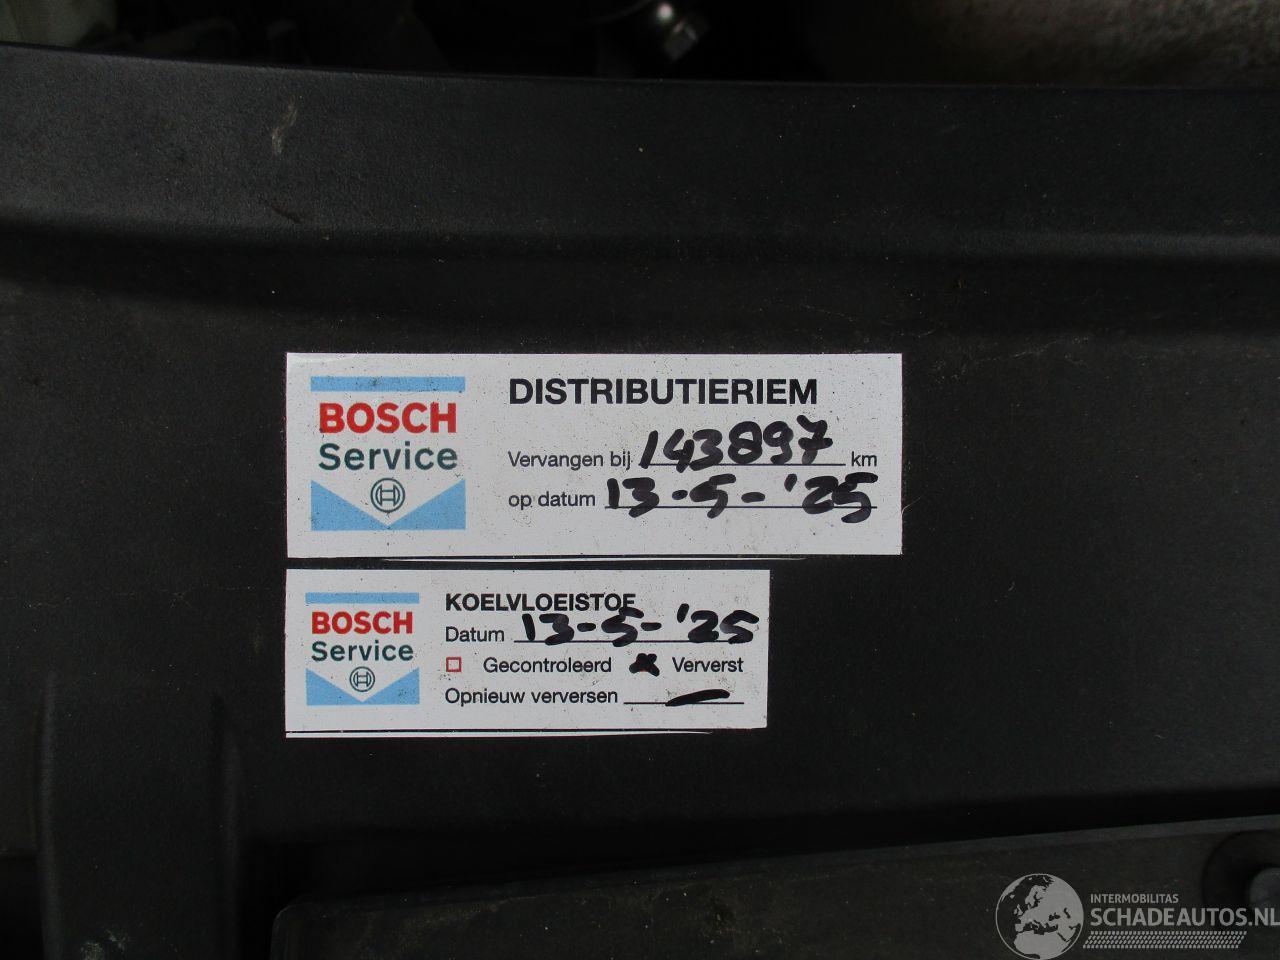 BOSCH
Service
DISTRIBUTIERIEM
Vervangen bij 143897 km
op datum 13-5-'25
BOSCH
Service
KOELVLOEISTOF
Datum 13-5-'25
Gecontroleerd Ververst
Opnieuw verversen
INTERMOBILITAS
SCHADEAUTOS.NL